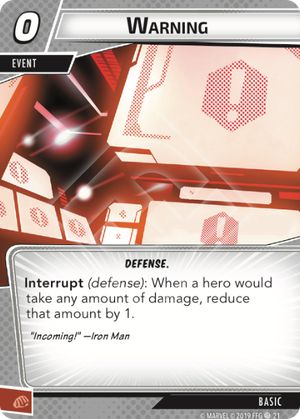 0
WARNING
EVENT
DEFENSE.
Interrupt (defense): When a hero would
take any amount of damage, reduce
that amount by 1.
"Incoming!" —Iron Man
BASIC
© MARVEL © 2019 FFG 21